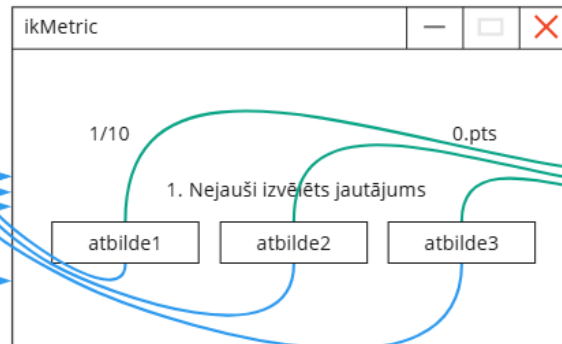 ikMetric
1/10
0.pts
1. Nejauši izvēlēts jautājums
atbilde1
atbilde2
atbilde3